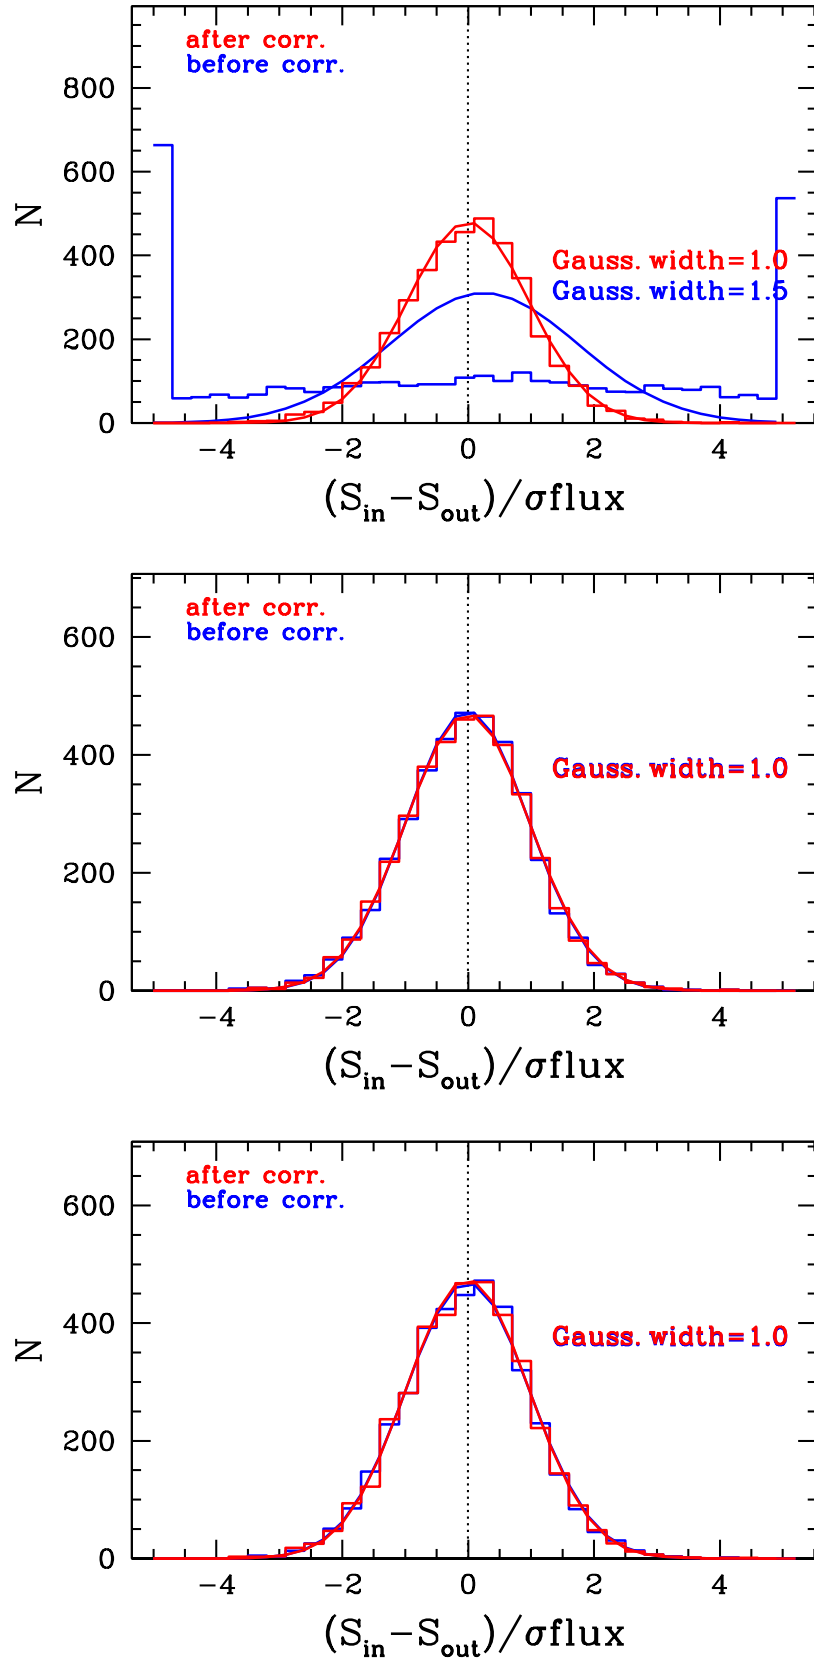 after corr.
before corr.
800
600
400
200
0
N
Gauss. width=1.0
Gauss. width=1.5
−4 −2 0 2 4
(S_in−S_out)/σflux
after corr.
before corr.
600
400
200
0
N
Gauss. width=1.0
−4 −2 0 2 4
(S_in−S_out)/σflux
after corr.
before corr.
600
400
200
0
N
Gauss. width=1.0
−4 −2 0 2 4
(S_in−S_out)/σflux